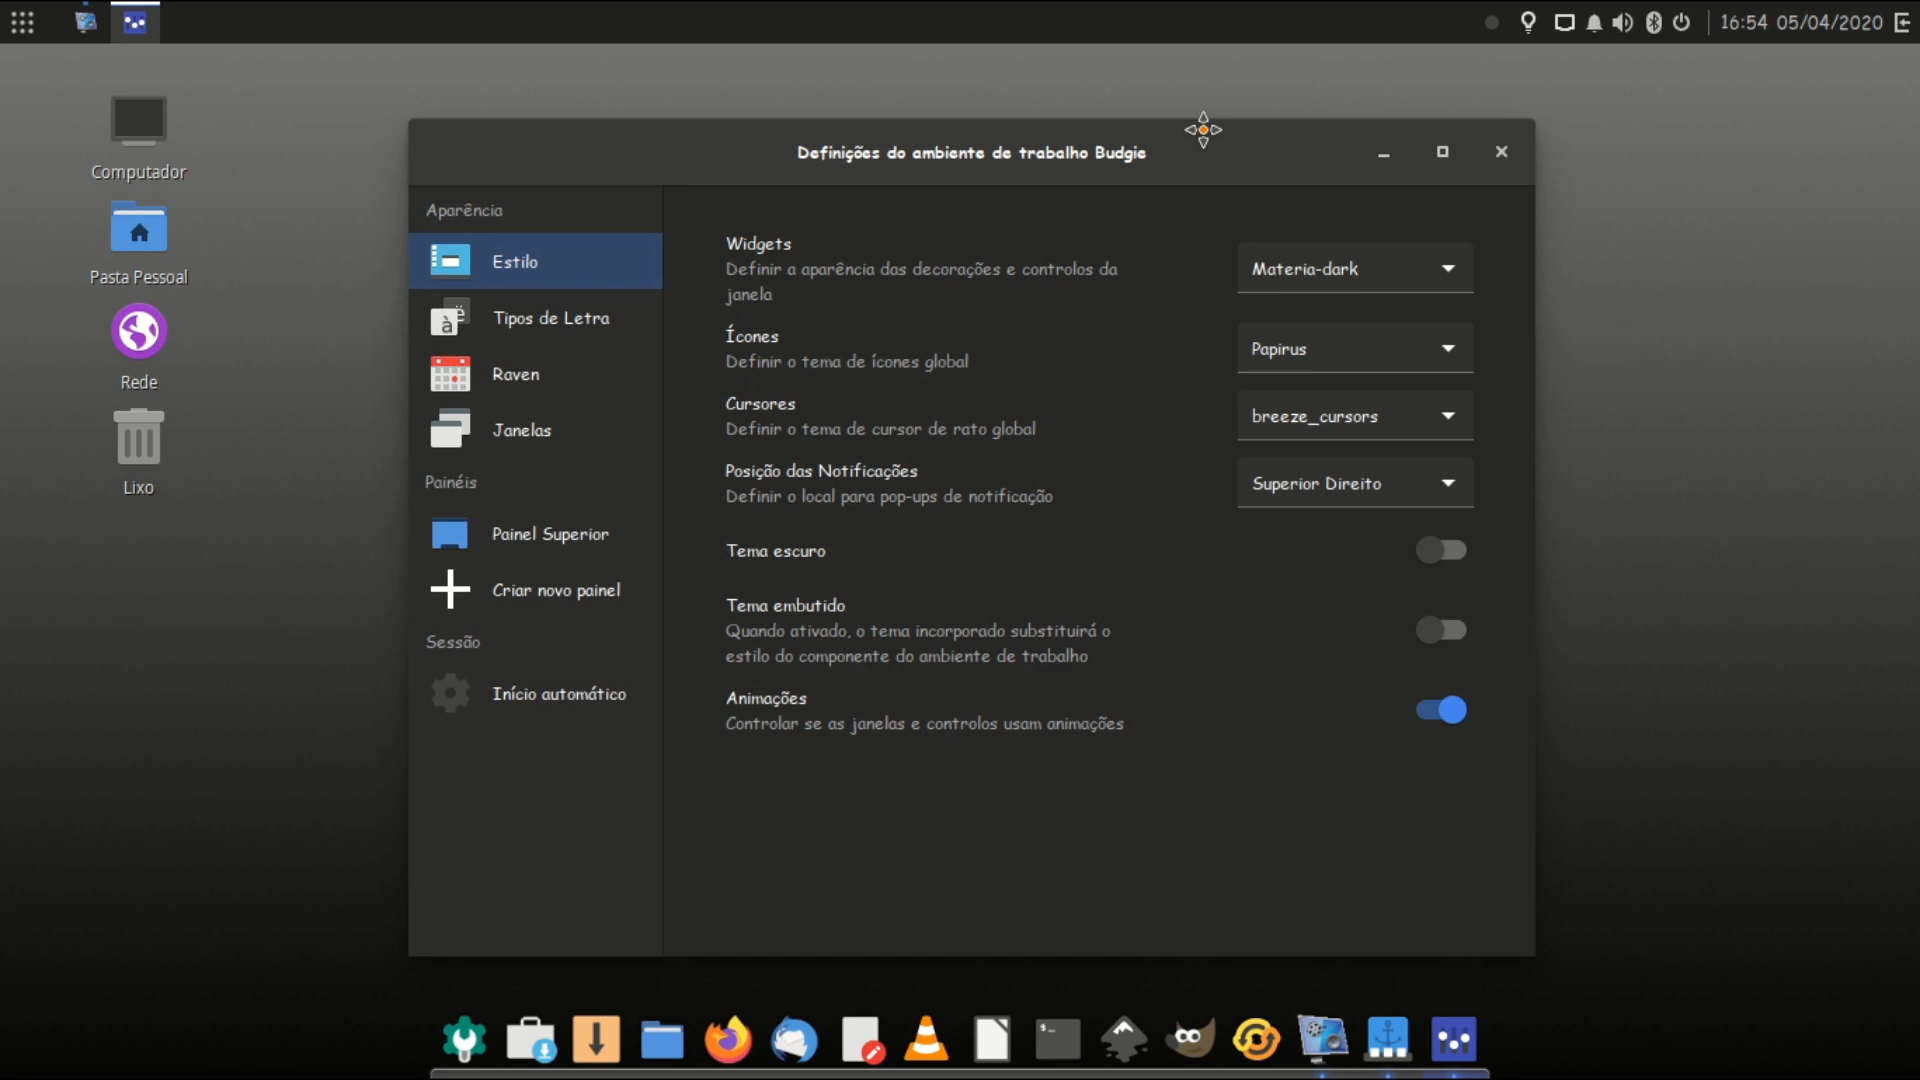 16:54 05/04/2020
Computador
Pasta Pessoal
Rede
Lixo
Definições do ambiente de trabalho Budgie
Aparência
Estilo
Tipos de Letra
Raven
Janelas
Painéis
Painel Superior
Criar novo painel
Sessão
Início automático
Widgets
Definir a aparência das decorações e controlos da
janela
Materia-dark
Ícones
Definir o tema de ícones global
Papirus
Cursores
Definir o tema de cursor de rato global
breeze_cursors
Posição das Notificações
Definir o local para pop-ups de notificação
Superior Direito
Tema escuro
Tema embutido
Quando ativado, o tema incorporado substituirá o
estilo do componente do ambiente de trabalho
Animações
Controlar se as janelas e controlos usam animações